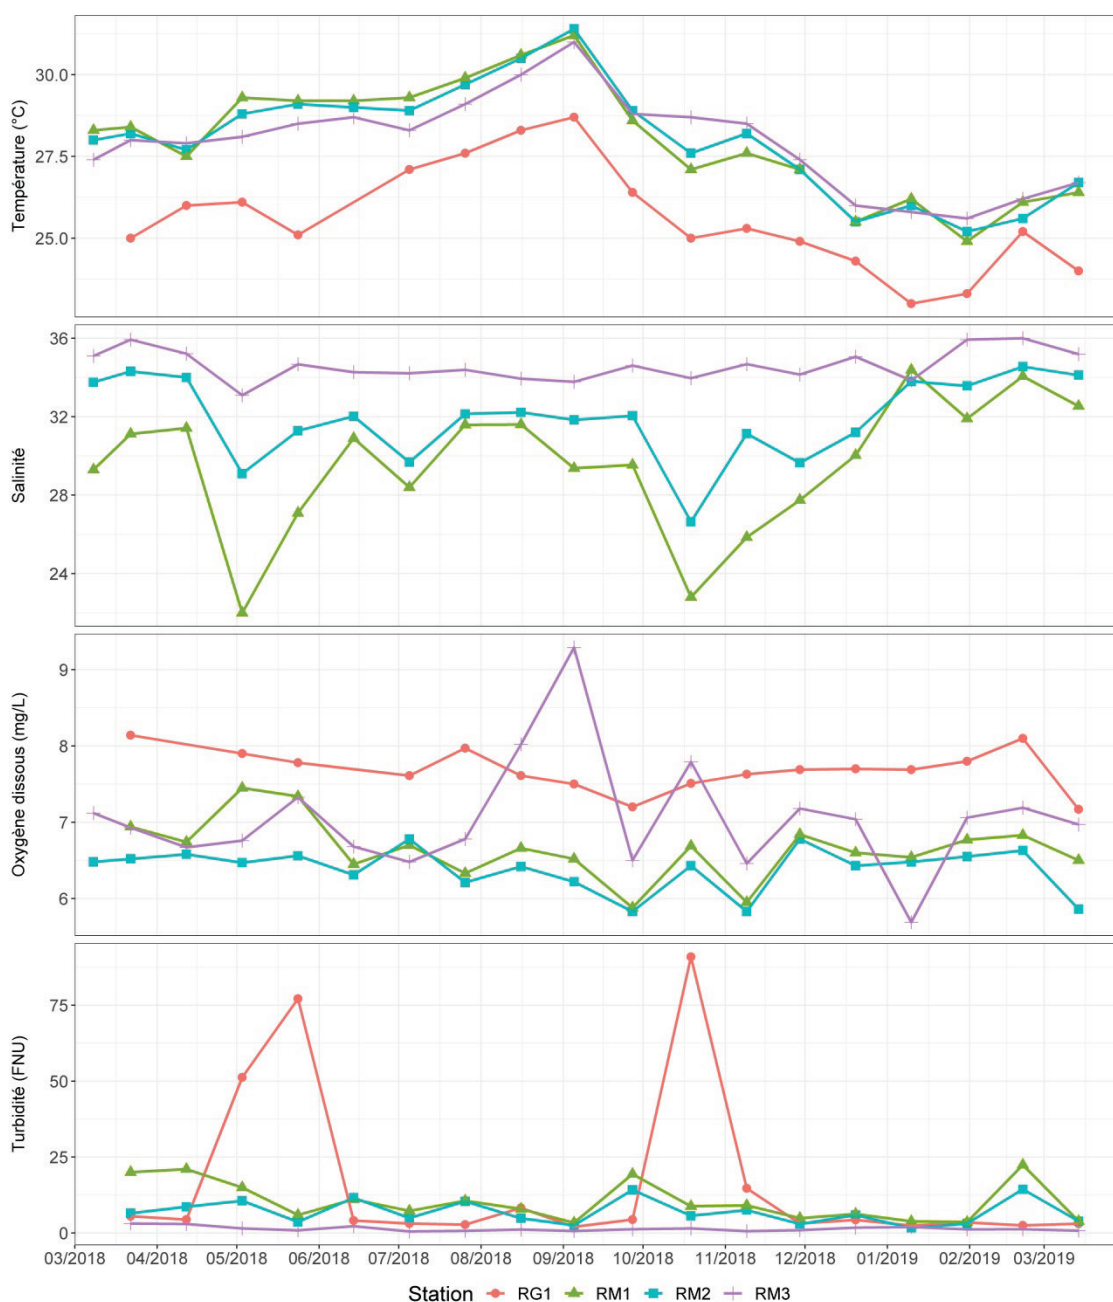 Température (°C)
30.0
27.5
25.0
Salinité
36
32
28
24
Oxygène dissous (mg/L)
9
8
7
6
Turbidité (FNU)
75
50
25
0
03/2018 04/2018 05/2018 06/2018 07/2018 08/2018 09/2018 10/2018 11/2018 12/2018 01/2019 02/2019 03/2019
Station RG1 RM1 RM2 RM3